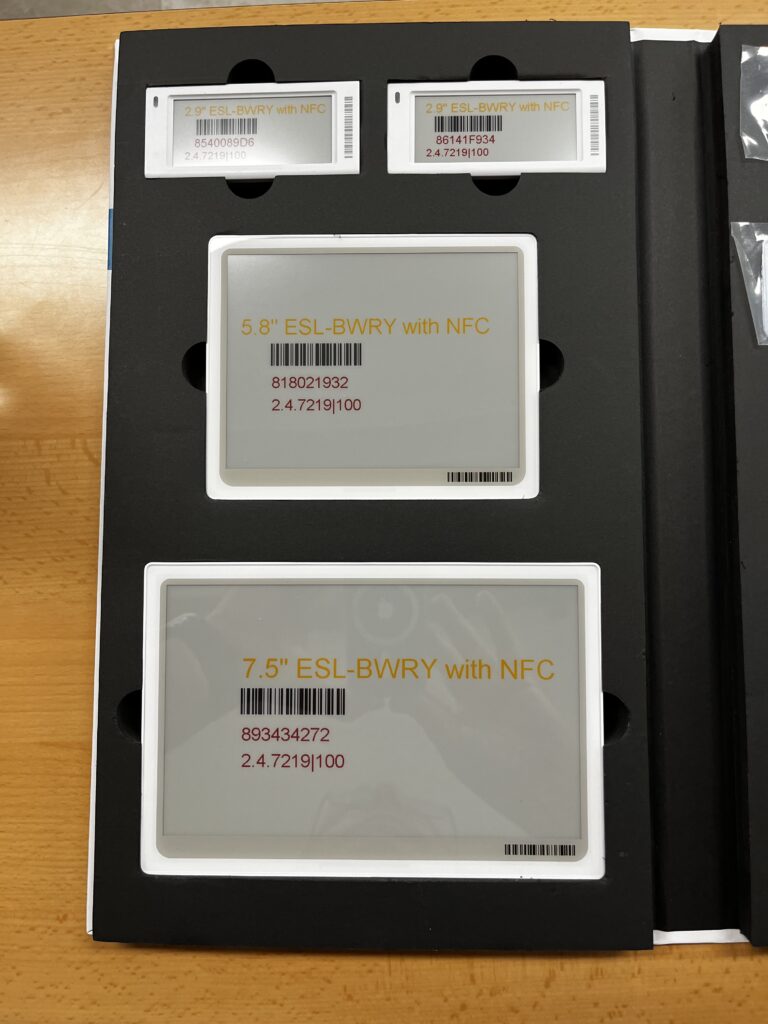 2.9" ESL-BWRY with NFC
8540089D6
2.4.7219|100
2.9" ESL-BWRY with NFC
86141F934
2.4.7219|100
5.8" ESL-BWRY with NFC
818021932
2.4.7219|100
7.5" ESL-BWRY with NFC
893434272
2.4.7219|100